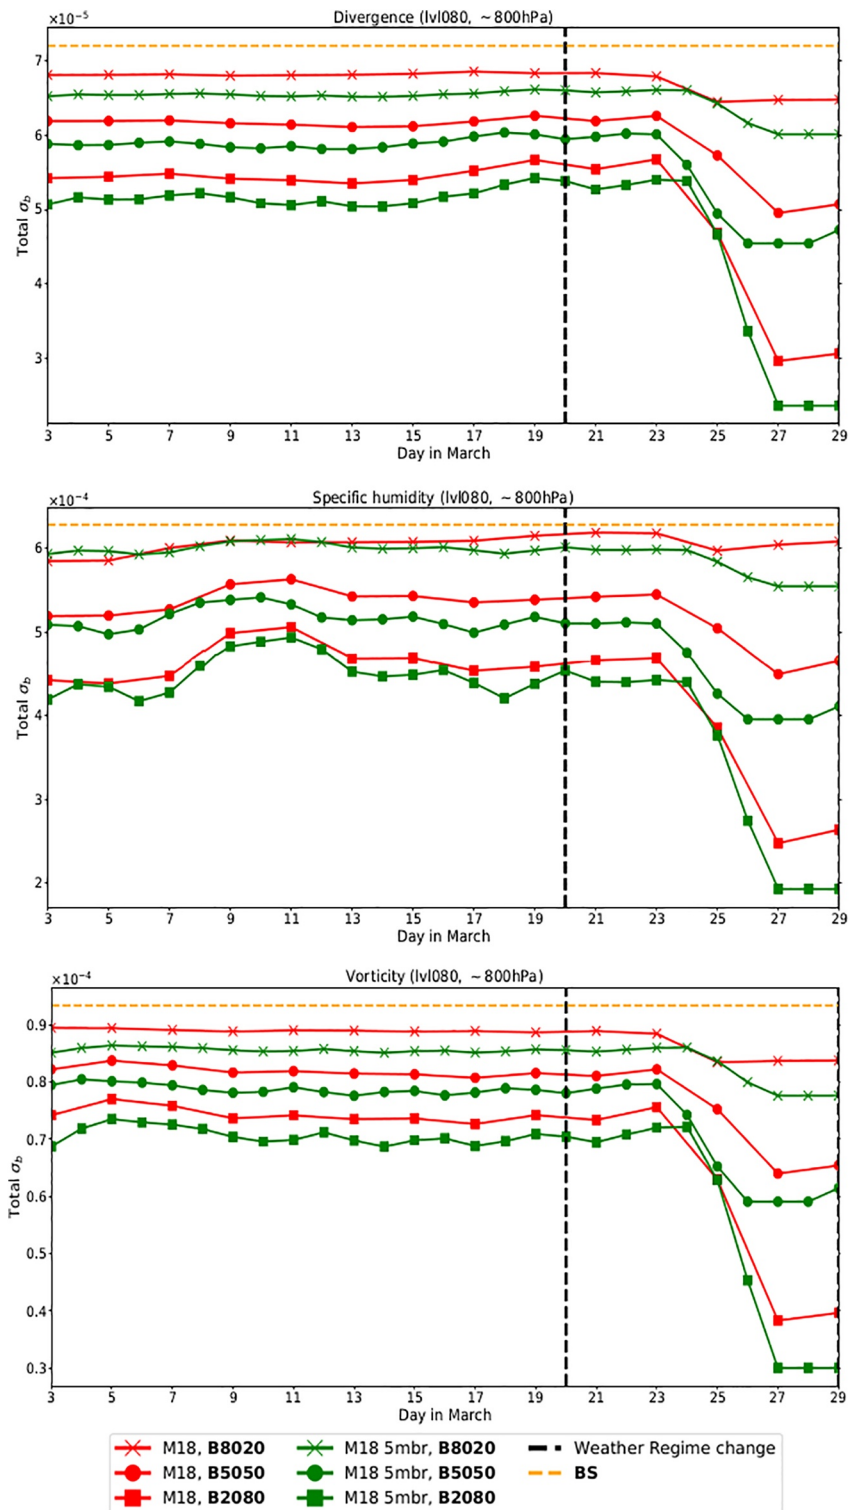 Divergence (lvl080, ~800hPa)
×10⁻⁵
7
6
5
4
3
Total σb
3 5 7 9 11 13 15 17 19 21 23 25 27 29
Day in March
Specific humidity (lvl080, ~800hPa)
×10⁻⁴
6
5
4
3
2
Total σb
3 5 7 9 11 13 15 17 19 21 23 25 27 29
Day in March
Vorticity (lvl080, ~800hPa)
×10⁻⁴
0.9
0.8
0.7
0.6
0.5
0.4
0.3
Total σb
3 5 7 9 11 13 15 17 19 21 23 25 27 29
Day in March
M18, B8020 M18 5mbr, B8020 Weather Regime change
M18, B5050 M18 5mbr, B5050 BS
M18, B2080 M18 5mbr, B2080